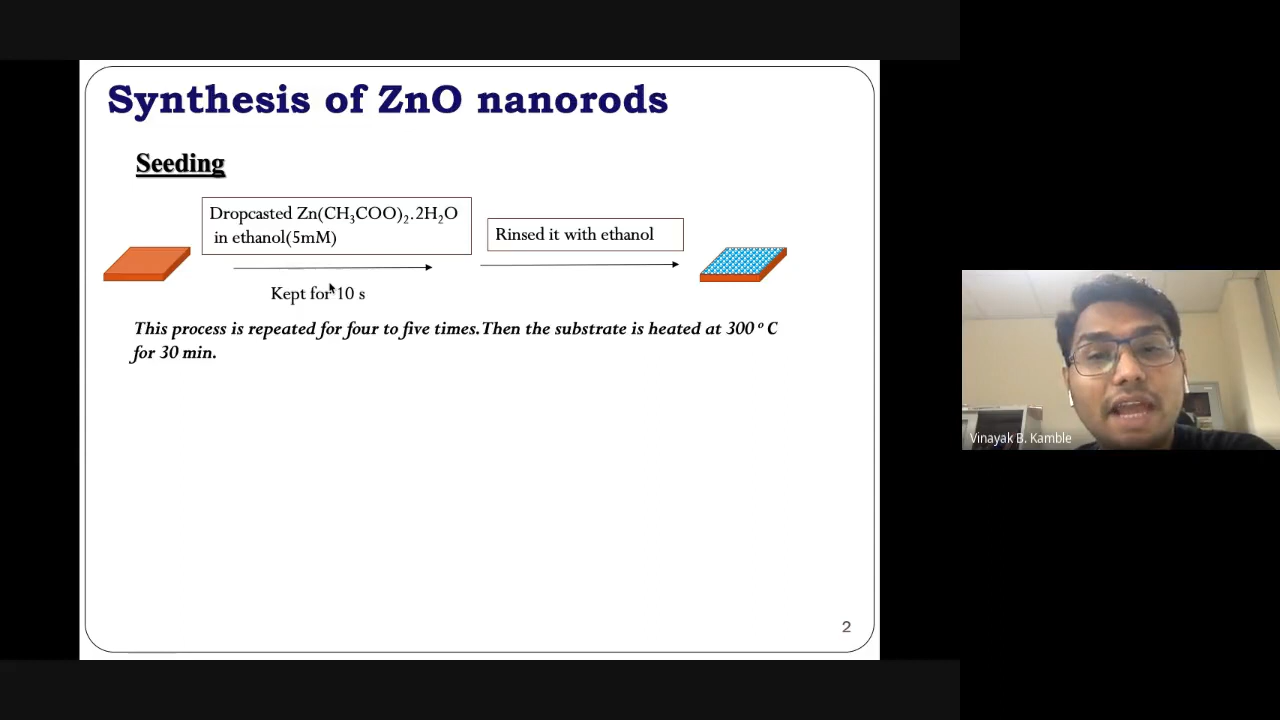 Synthesis of ZnO nanorods
Seeding
Dropcasted Zn(CH₃COO)₂.2H₂O
in ethanol(5mM)
Rinsed it with ethanol
Kept for 10 s
This process is repeated for four to five times.Then the substrate is heated at 300 º C
for 30 min.
Vinayak B. Kamble
2